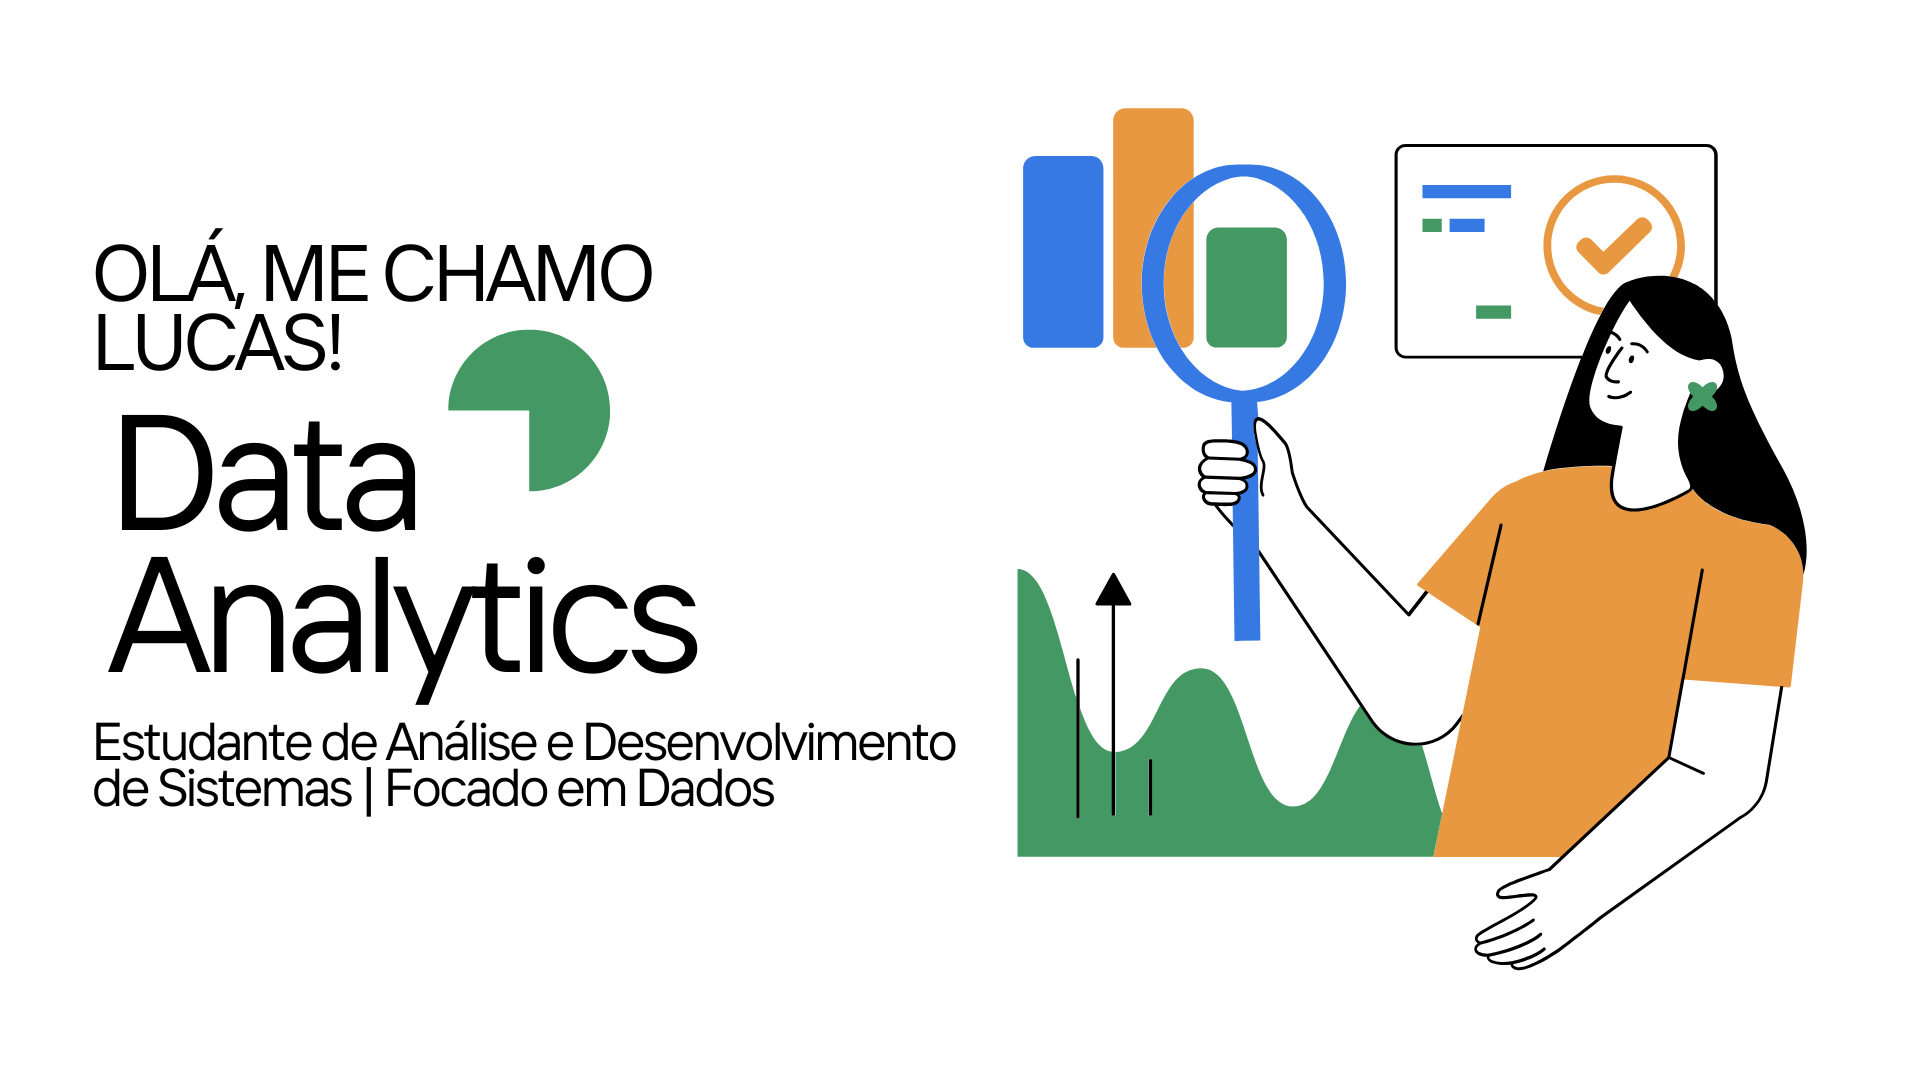 OLÁ, ME CHAMO
LUCAS!
Data
Analytics
Estudante de Análise e Desenvolvimento
de Sistemas | Focado em Dados